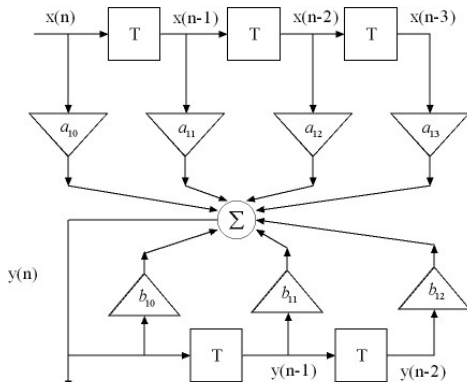 x(n) x(n-1) x(n-2) x(n-3)
T T T
a10 a11 a12 a13
Σ
y(n)
b10 b11 b12
T T
y(n-1) y(n-2)